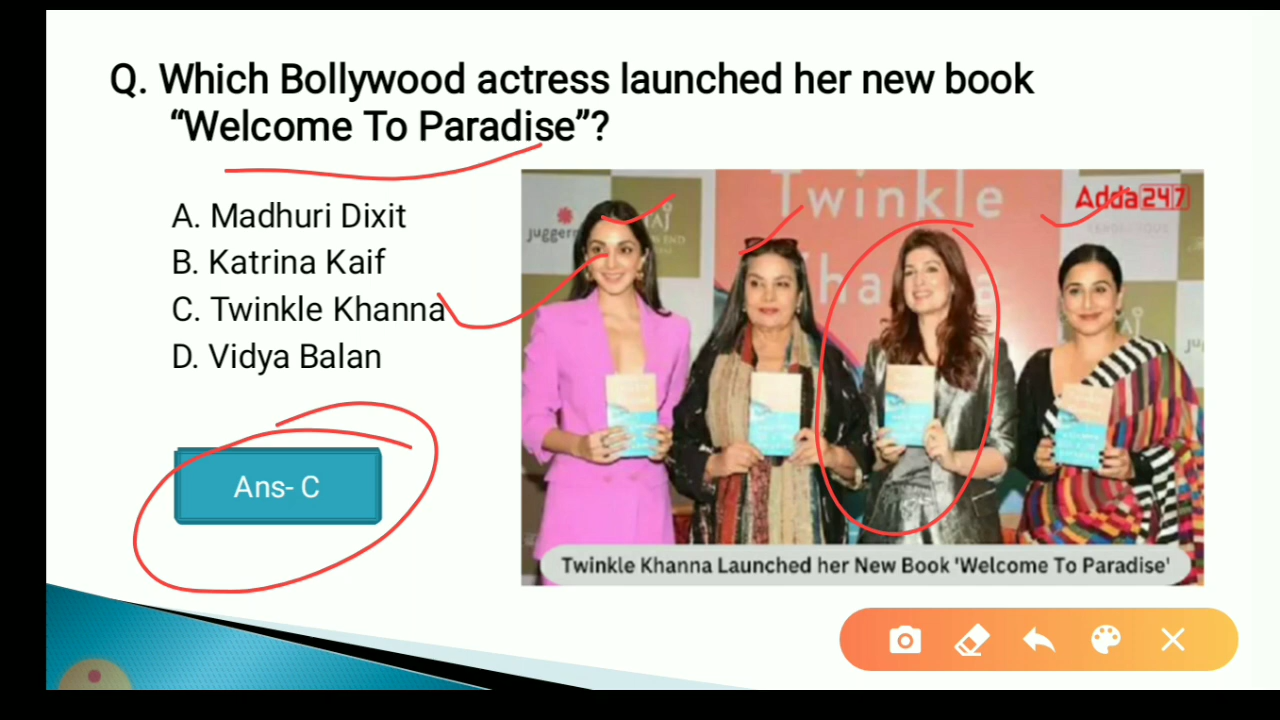 Q. Which Bollywood actress launched her new book
“Welcome To Paradise”?
A. Madhuri Dixit
B. Katrina Kaif
C. Twinkle Khanna
D. Vidya Balan
Ans- C
Twinkle
Adda247
Twinkle Khanna Launched her New Book 'Welcome To Paradise'